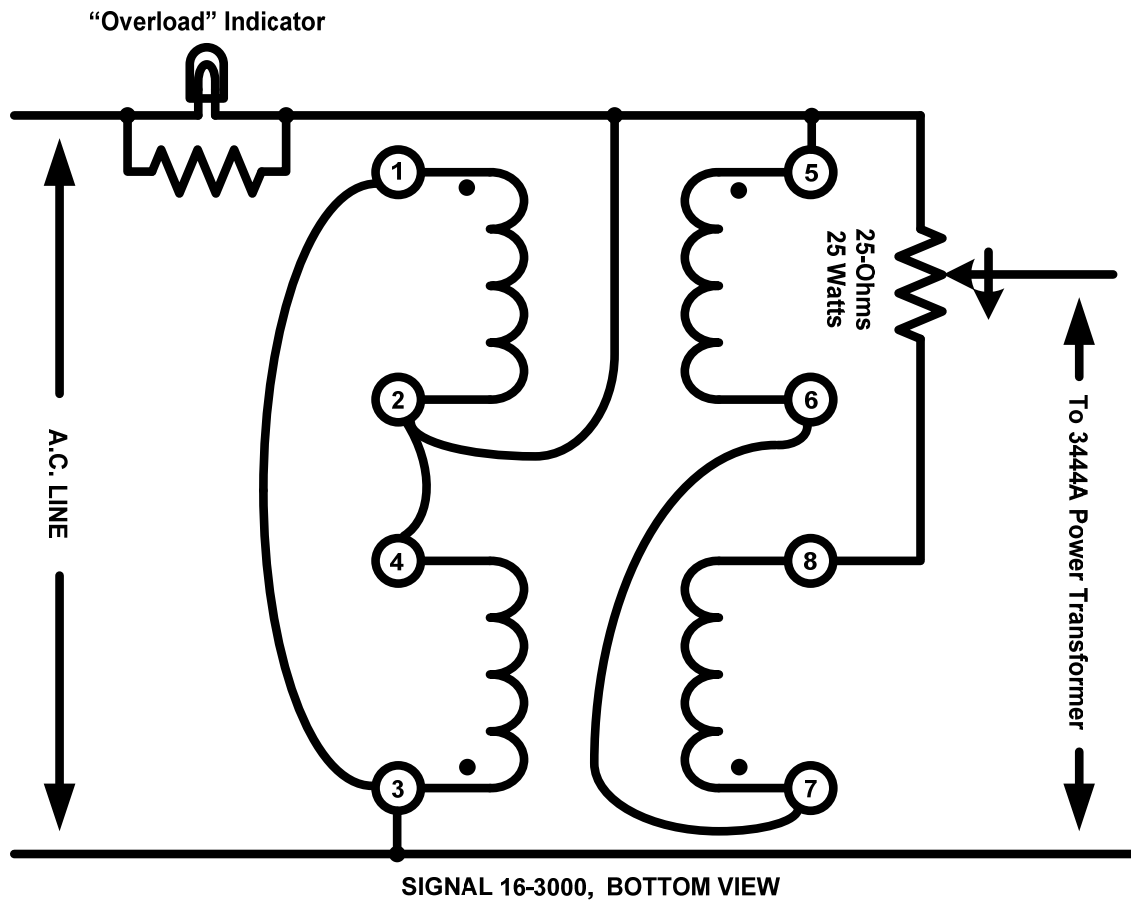 “Overload” Indicator
1
5
25-Ohms
25 Watts
2
6
A.C. LINE
To 3444A Power Transformer
4
8
3
7
SIGNAL 16-3000, BOTTOM VIEW